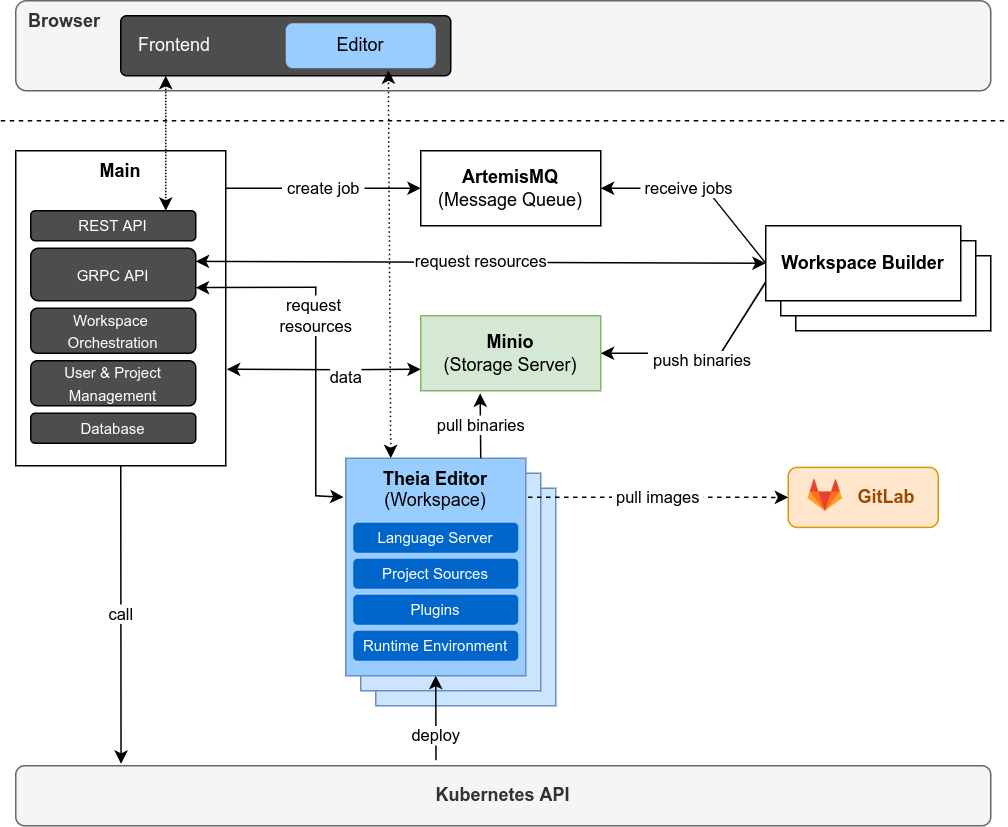 Browser
Frontend
Editor
Main
REST API
GRPC API
Workspace
Orchestration
User & Project
Management
Database
create job
ArtemisMQ
(Message Queue)
receive jobs
request resources
Workspace Builder
request
resources
Minio
(Storage Server)
push binaries
data
pull binaries
Theia Editor
(Workspace)
Language Server
Project Sources
Plugins
Runtime Environment
pull images
GitLab
call
deploy
Kubernetes API